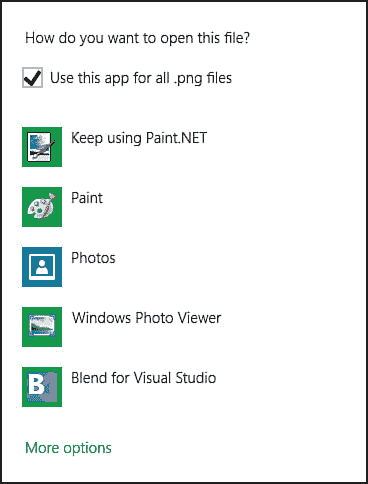 How do you want to open this file?
Use this app for all .png files
Keep using Paint.NET
Paint
Photos
Windows Photo Viewer
B
Blend for Visual Studio
More options